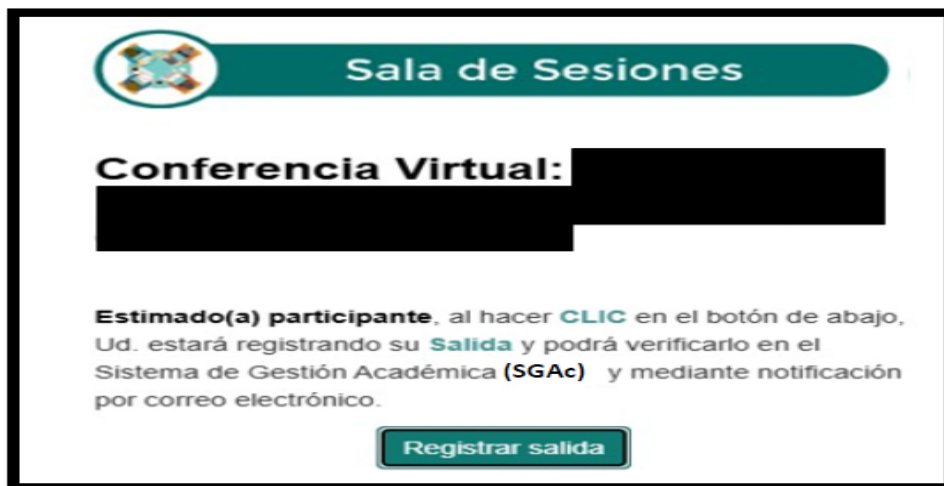 Sala de Sesiones
Conferencia Virtual:
Estimado(a) participante, al hacer CLIC en el botón de abajo,
Ud. estará registrando su Salida y podrá verificarlo en el
Sistema de Gestión Académica (SGAc) y mediante notificación
por correo electrónico.
Registrar salida